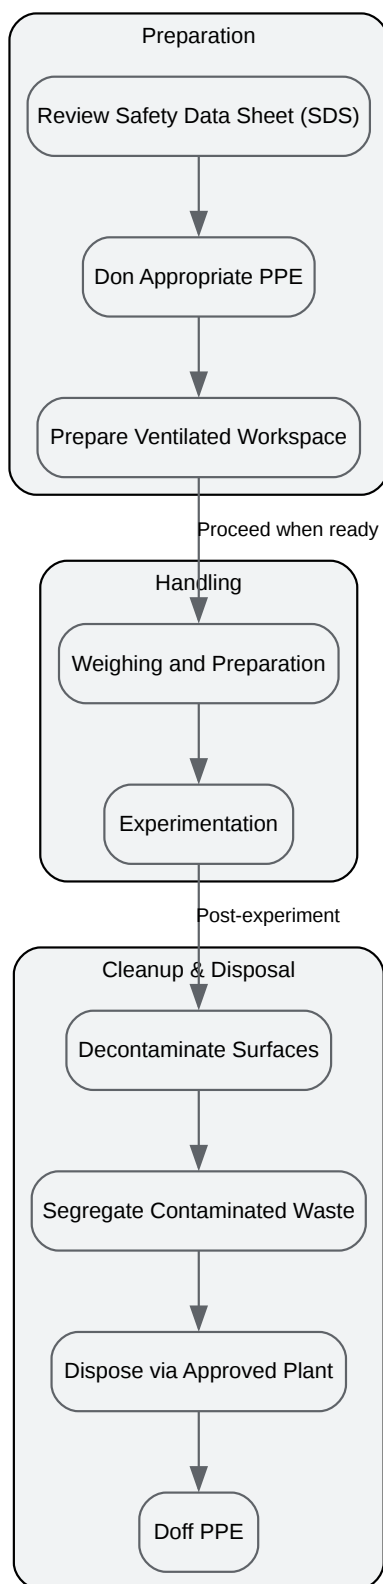 Preparation
Review Safety Data Sheet (SDS)
Don Appropriate PPE
Prepare Ventilated Workspace
Proceed when ready
Handling
Weighing and Preparation
Experimentation
Post-experiment
Cleanup & Disposal
Decontaminate Surfaces
Segregate Contaminated Waste
Dispose via Approved Plant
Doff PPE